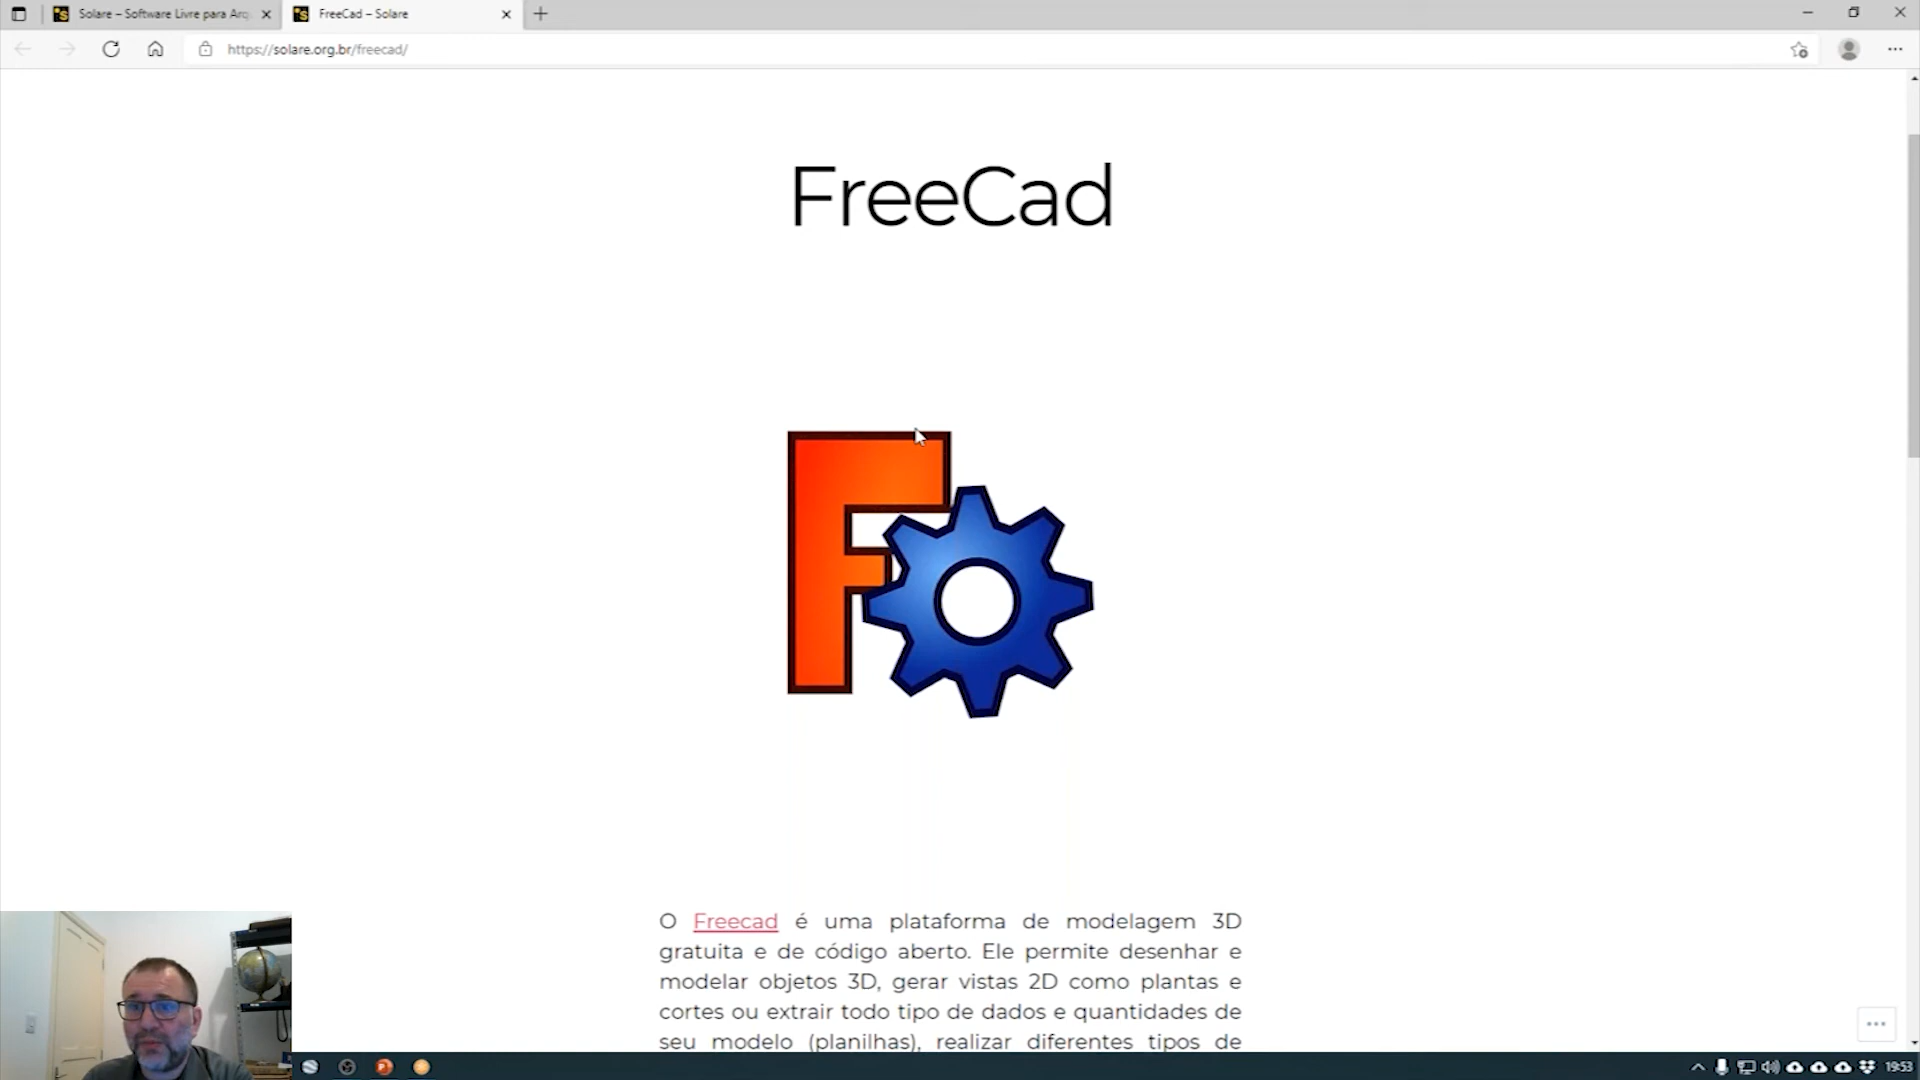 Solare – Software Livre para Arq
FreeCad – Solare
https://solare.org.br/freecad/
FreeCad
O Freecad é uma plataforma de modelagem 3D
gratuita e de código aberto. Ele permite desenhar e
modelar objetos 3D, gerar vistas 2D como plantas e
cortes ou extrair todo tipo de dados e quantidades de
seu modelo (planilhas), realizar diferentes tipos de
19:53